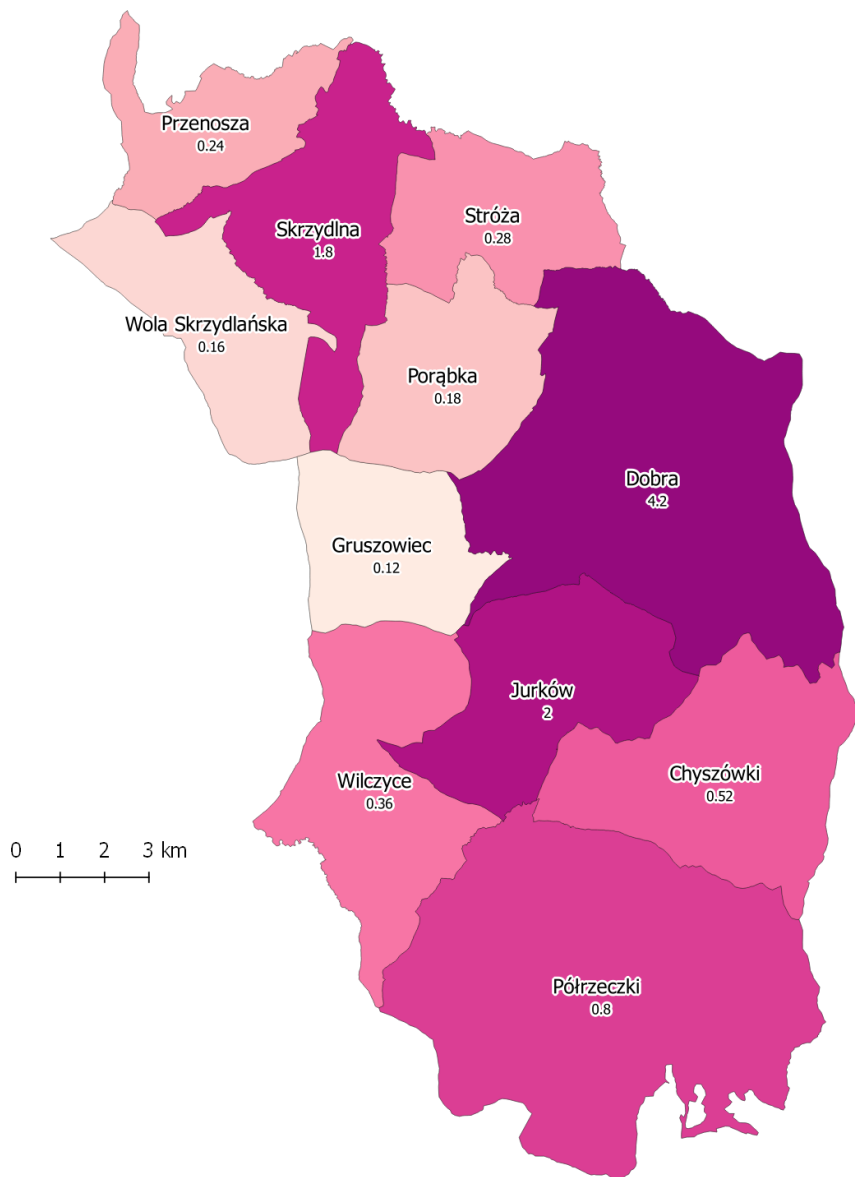 Przenosza
0.24
Stróża
0.28
Skrzydlna
1.8
Wola Skrzydlańska
0.16
Porąbka
0.18
Dobra
4.2
Gruszowiec
0.12
Jurków
2
Chyszówki
0.52
Wilczyce
0.36
0 1 2 3 km
Półrzeczki
0.8